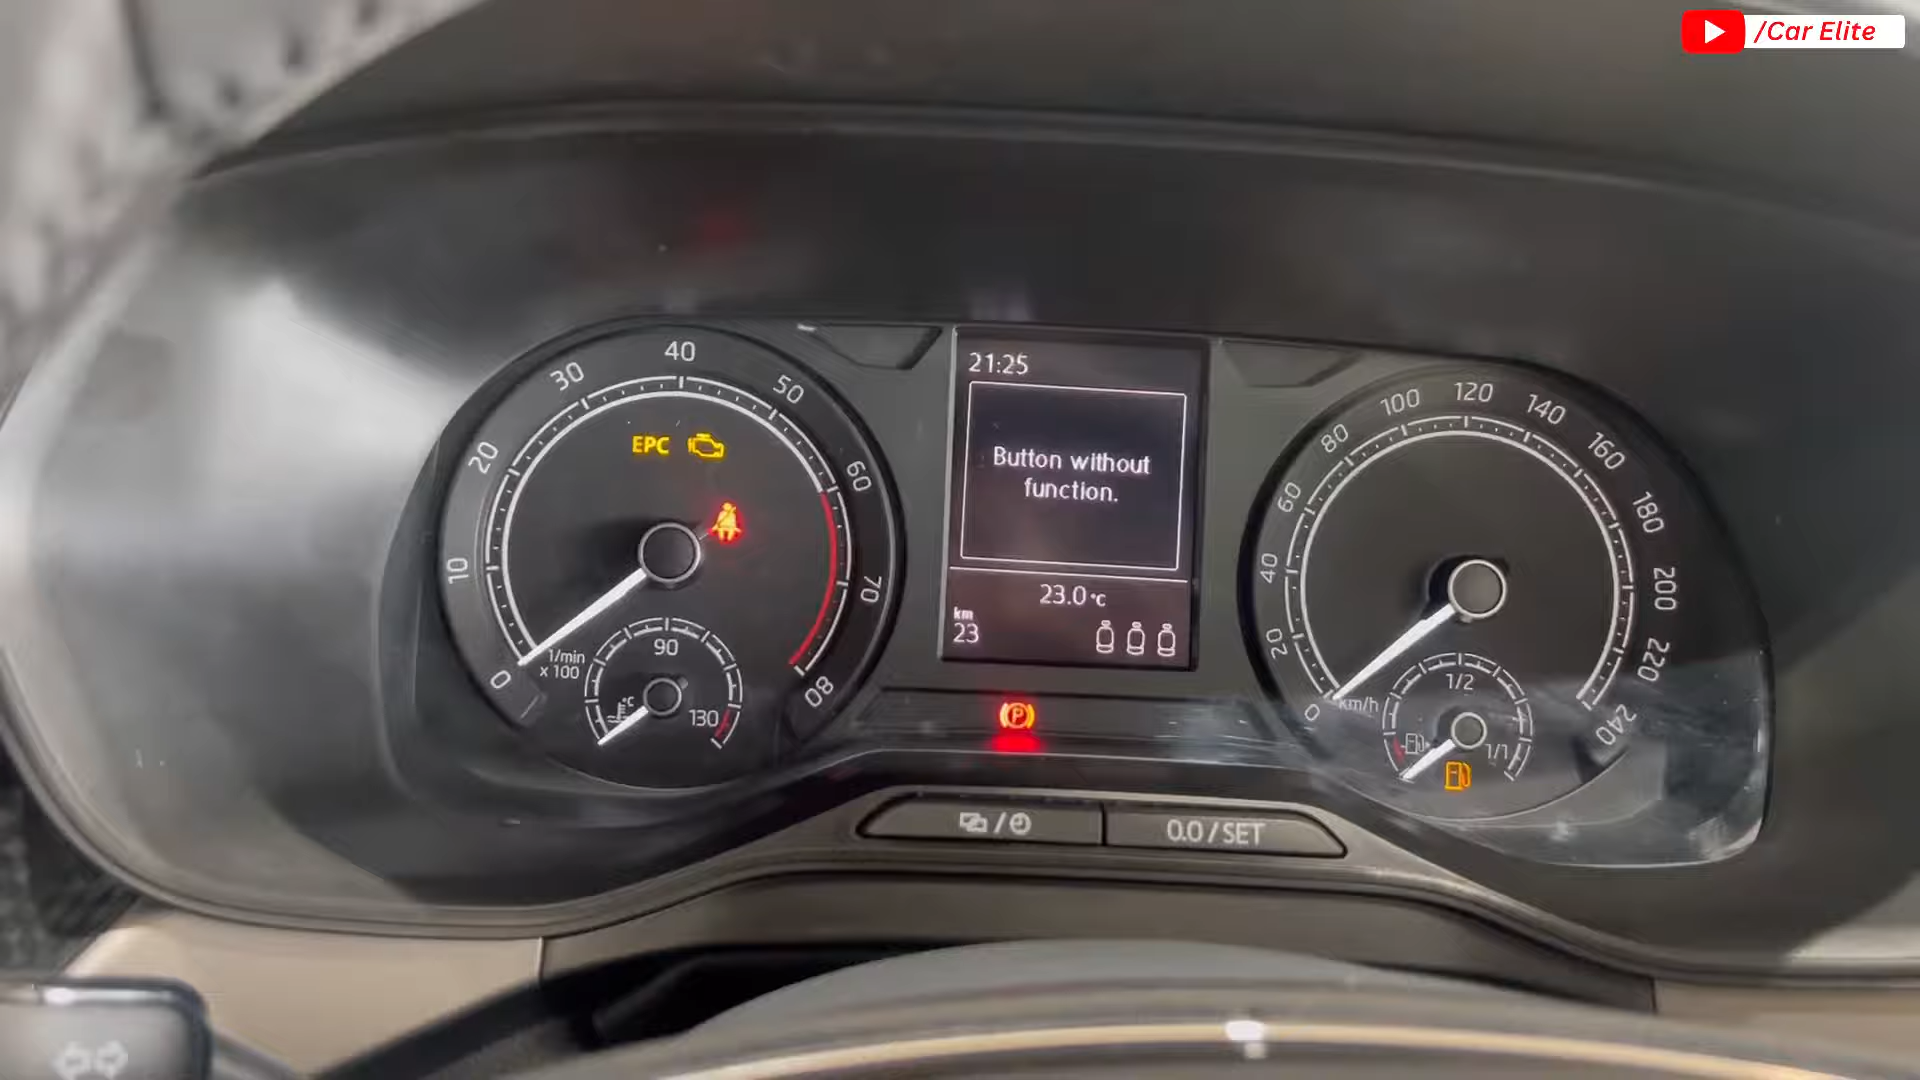 /Car Elite
0
10
20
30
40
50
60
70
80
1/min
x 100
EPC
90
130
°C
21:25
Button without
function.
23.0 °C
km
23
P
0
20
40
60
80
100
120
140
160
180
200
220
240
km/h
1/2
1/1
/
0.0 / SET